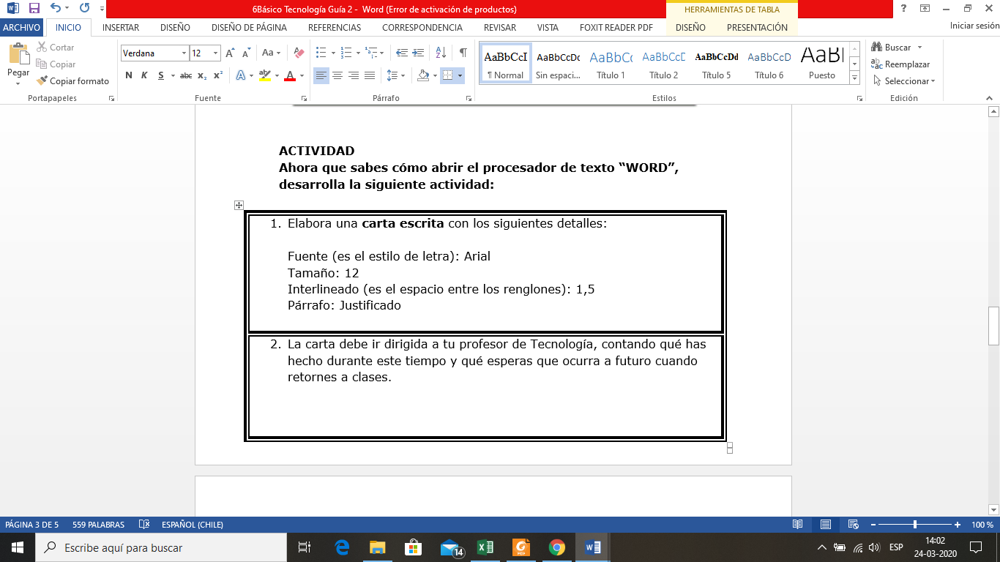 6Básico Tecnología Guía 2 - Word (Error de activación de productos)
HERRAMIENTAS DE TABLA
ARCHIVO INICIO INSERTAR DISEÑO DISEÑO DE PÁGINA REFERENCIAS CORRESPONDENCIA REVISAR VISTA FOXIT READER PDF DISEÑO PRESENTACIÓN Iniciar sesión
Pegar
Cortar
Copiar
Copiar formato
Portapapeles
Verdana 12
N K S abc x₂ x²
Fuente
Párrafo
AaBbCcI AaBbCcDc AaBbCc AaBbCcD AaBbCcDd AaBbCcD AaBl
¶ Normal Sin espaci... Título 1 Título 2 Título 5 Título 6 Puesto
Estilos
Buscar
Reemplazar
Seleccionar
Edición
ACTIVIDAD
Ahora que sabes cómo abrir el procesador de texto “WORD”,
desarrolla la siguiente actividad:
1. Elabora una carta escrita con los siguientes detalles:
Fuente (es el estilo de letra): Arial
Tamaño: 12
Interlineado (es el espacio entre los renglones): 1,5
Párrafo: Justificado
2. La carta debe ir dirigida a tu profesor de Tecnología, contando qué has
hecho durante este tiempo y qué esperas que ocurra a futuro cuando
retornes a clases.
PÁGINA 3 DE 5 559 PALABRAS ESPAÑOL (CHILE) 100 %
Escribe aquí para buscar
14
ESP
14:02
24-03-2020